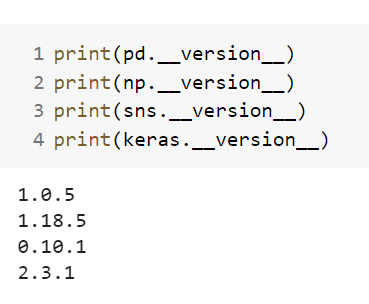 1 print(pd.__version__)
2 print(np.__version__)
3 print(sns.__version__)
4 print(keras.__version__)
1.0.5
1.18.5
0.10.1
2.3.1